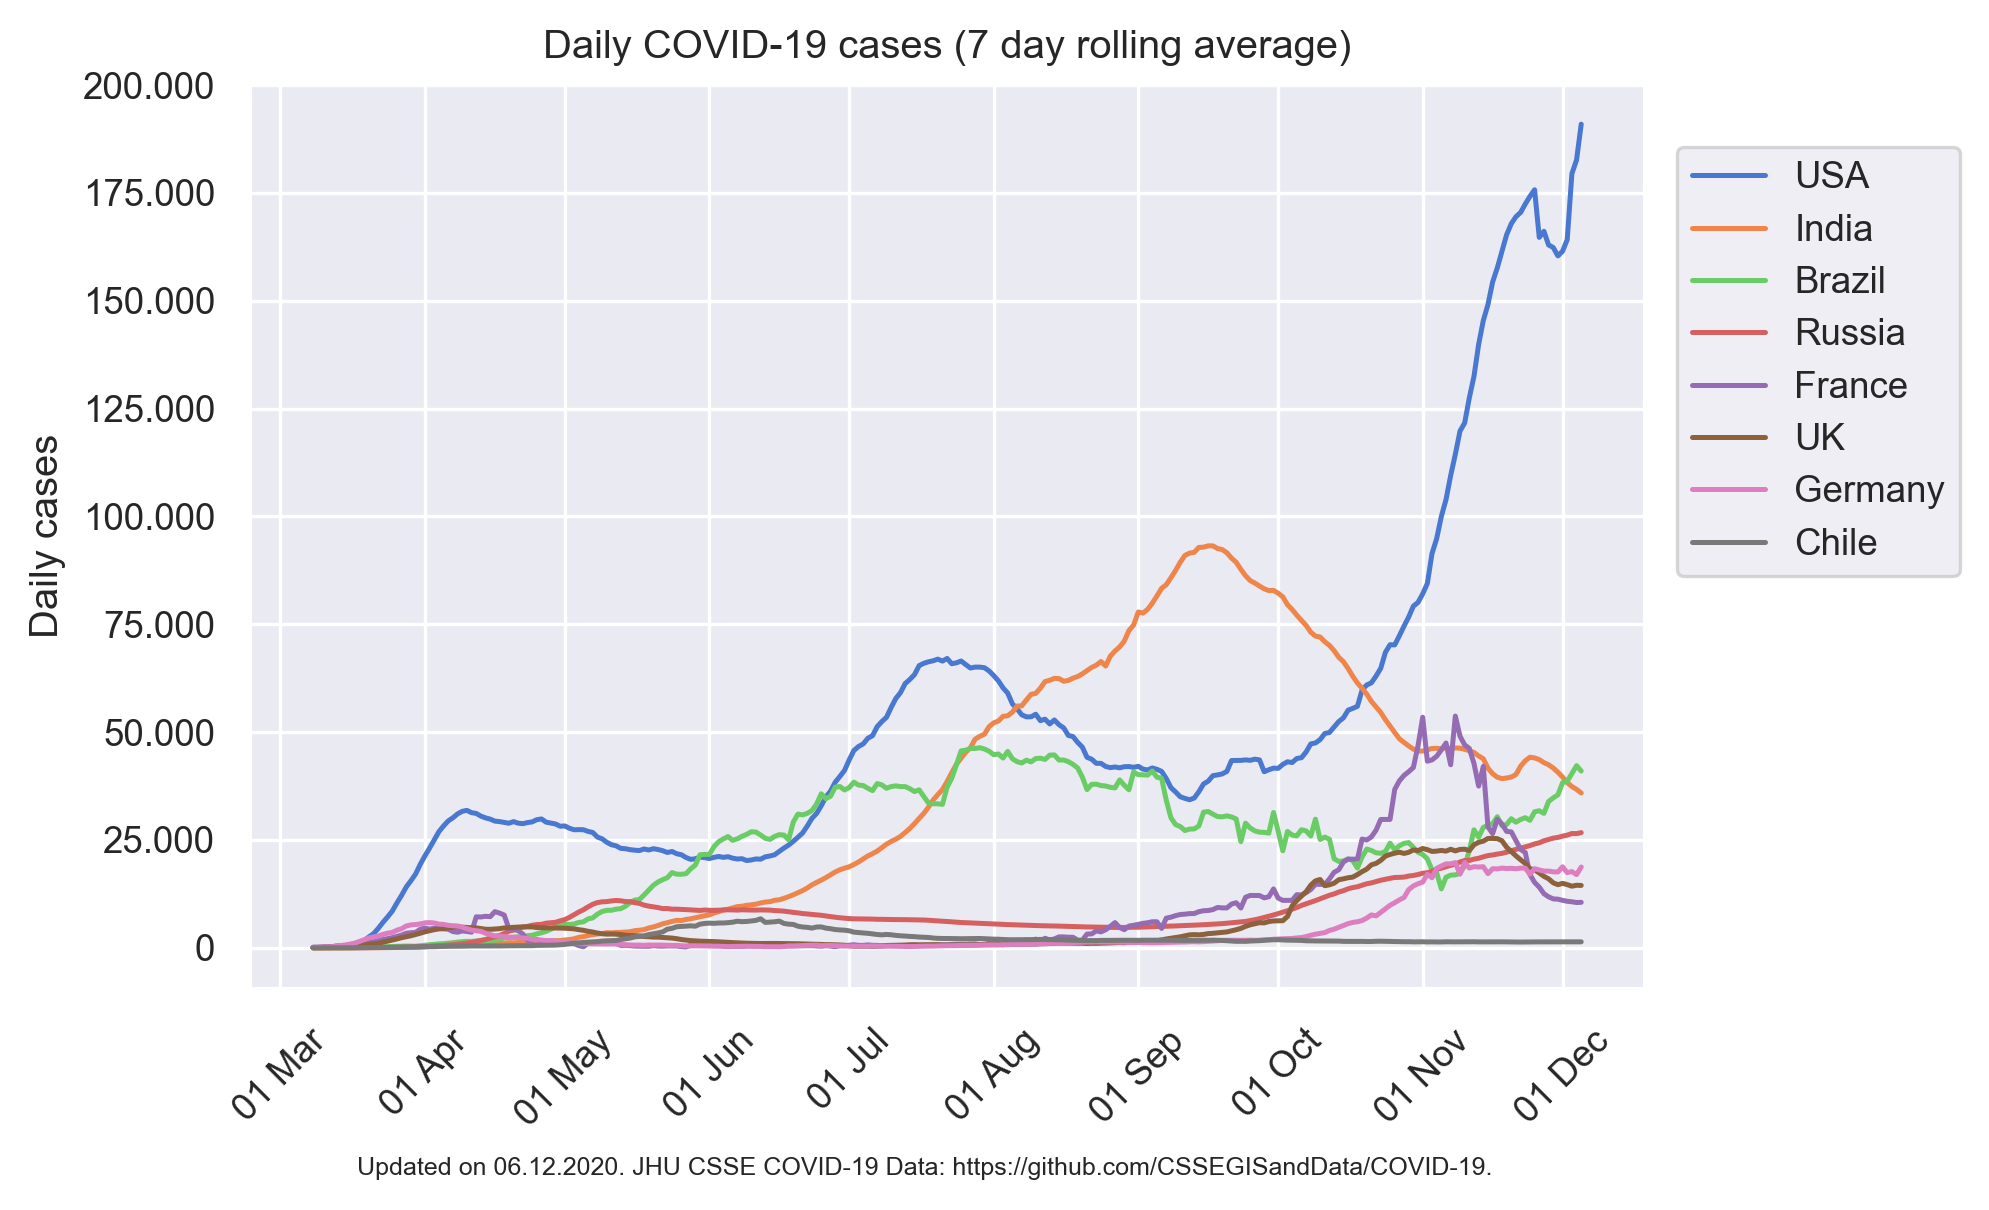 Daily COVID-19 cases (7 day rolling average)
200.000
175.000
150.000
125.000
100.000
75.000
50.000
25.000
0
Daily cases
USA
India
Brazil
Russia
France
UK
Germany
Chile
01 Mar
01 Apr
01 May
01 Jun
01 Jul
01 Aug
01 Sep
01 Oct
01 Nov
01 Dec
Updated on 06.12.2020. JHU CSSE COVID-19 Data: https://github.com/CSSEGISandData/COVID-19.